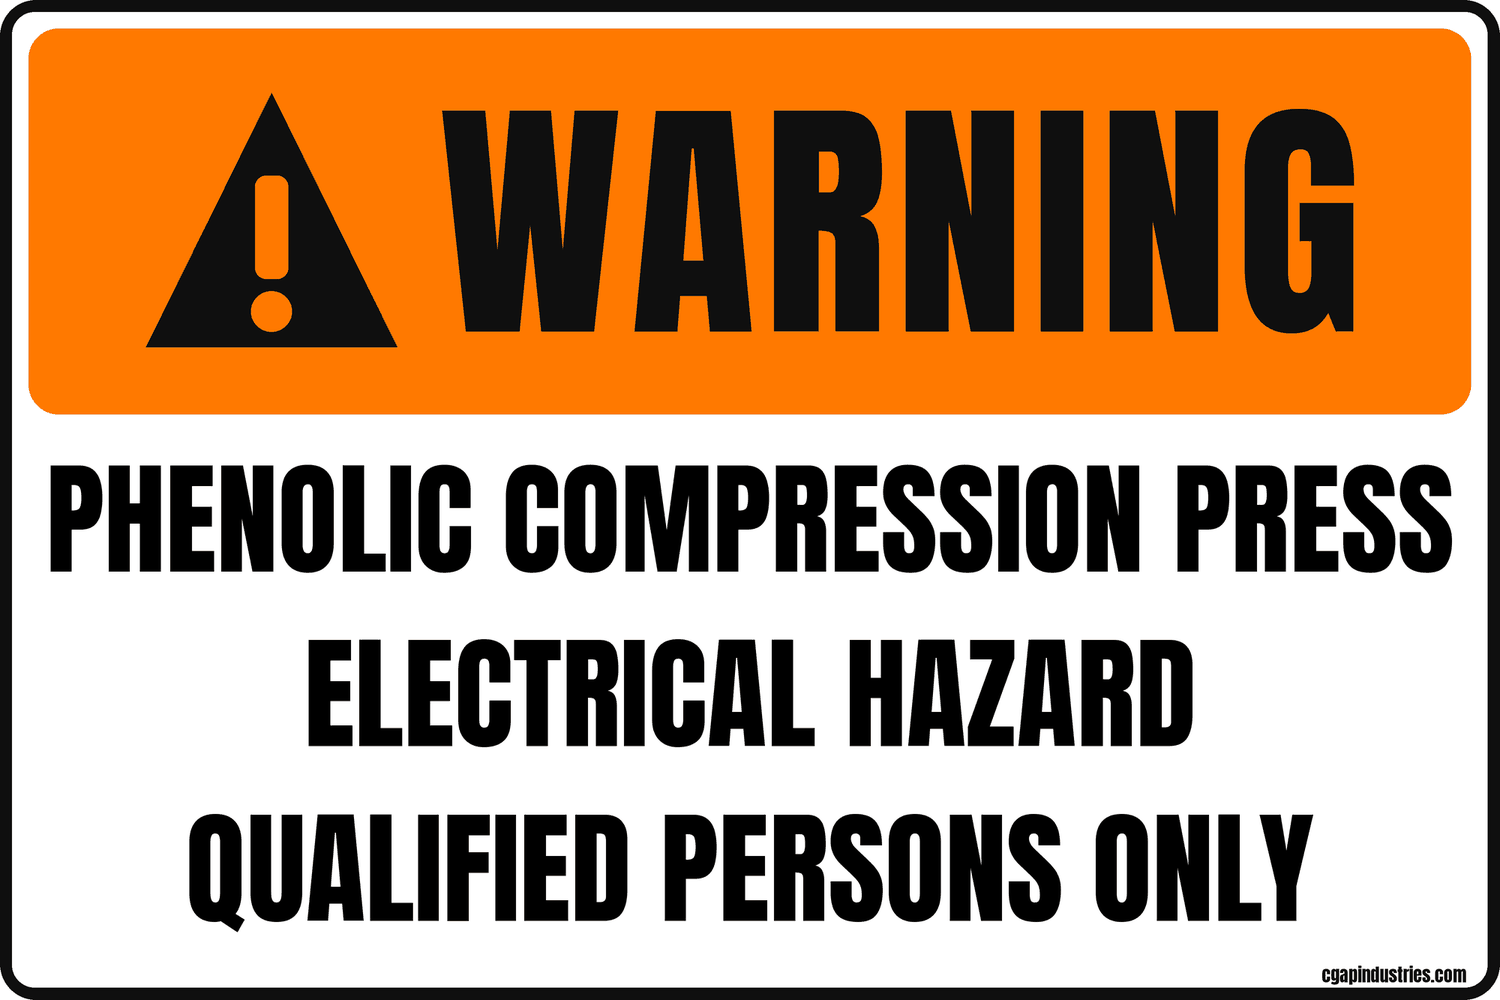 WARNING
PHENOLIC COMPRESSION PRESS
ELECTRICAL HAZARD
QUALIFIED PERSONS ONLY
cgapindustries.com